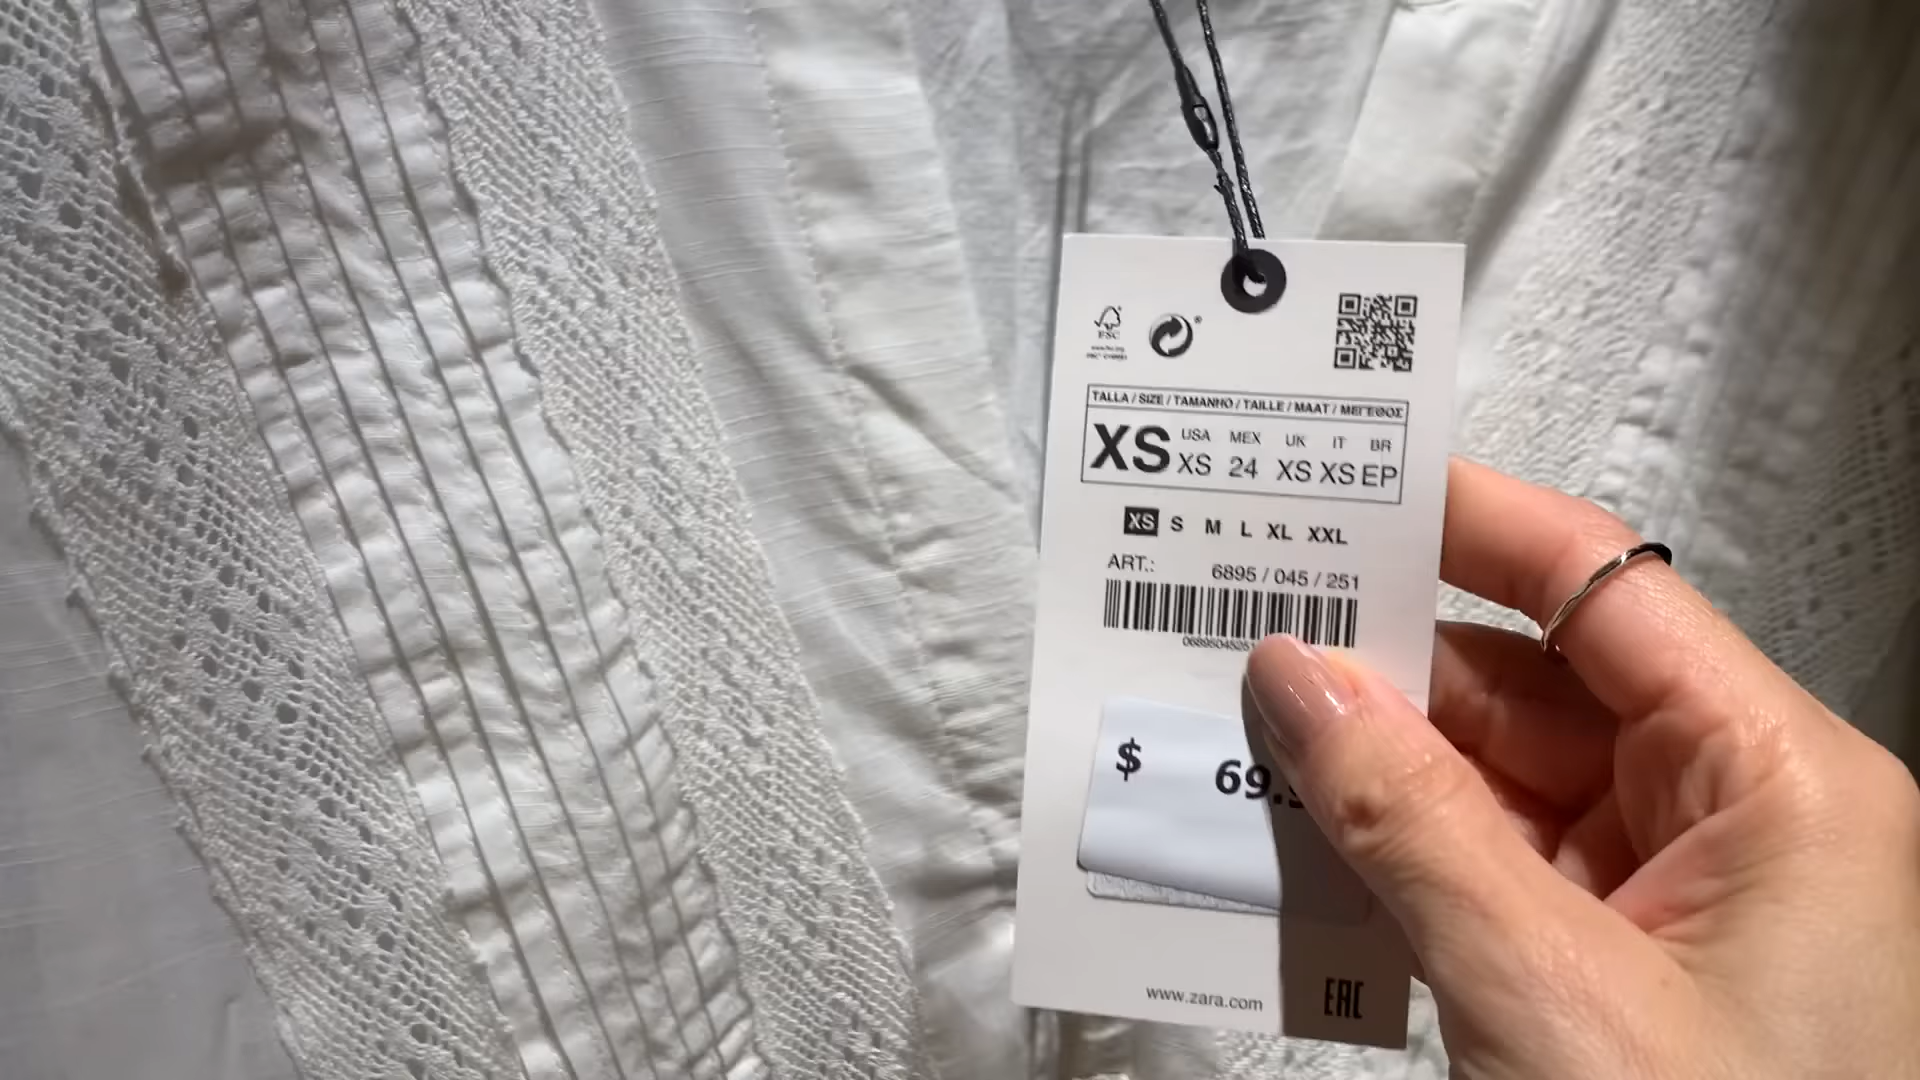 FSC
TALLA / SIZE / TAMANHO / TAILLE / MAAT / ΜΕΓΕΘΟΣ
XS USA MEX UK IT BR
XS 24 XS XS EP
XS S M L XL XXL
ART.: 6895 / 045 / 251
$ 69.
www.zara.com EAC